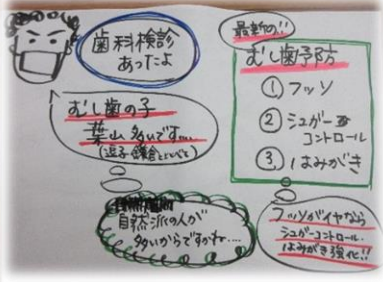 歯科検診
あったよ
むし歯の子
葉山多いです....
(逗子・鎌倉とくらべて)
自然派の人が
多いからですかね....
最新の!!
むし歯予防
① フッソ
② シュガー
コントロール
③ はみがき
フッソがイヤなら
シュガーコントロール.
はみがき強化!!